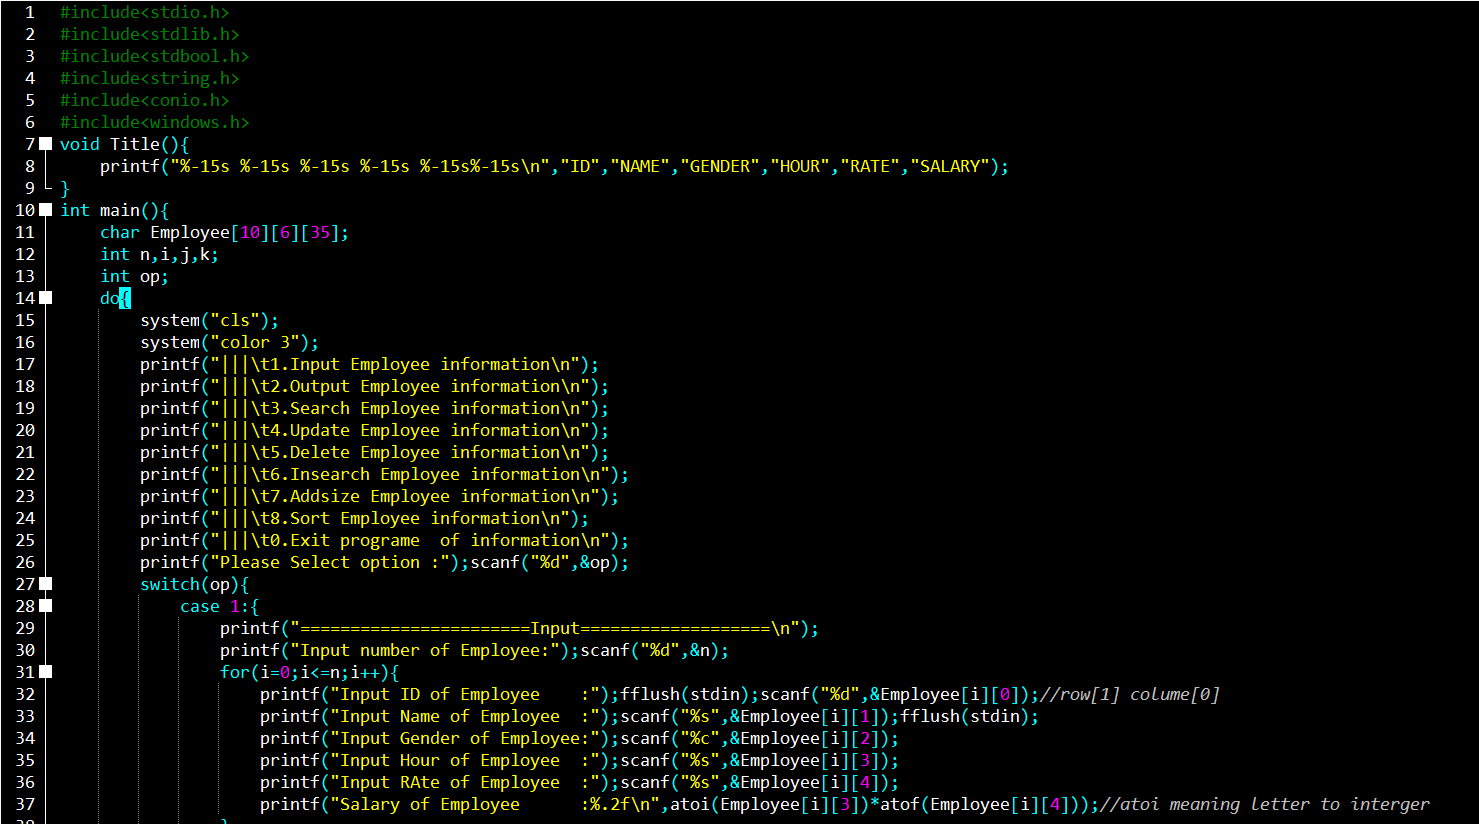 1 #include<stdio.h>
2 #include<stdlib.h>
3 #include<stdbool.h>
4 #include<string.h>
5 #include<conio.h>
6 #include<windows.h>
7 void Title(){
8 printf("%-15s %-15s %-15s %-15s %-15s%-15s\n","ID","NAME","GENDER","HOUR","RATE","SALARY");
9 }
10 int main(){
11 char Employee[10][6][35];
12 int n,i,j,k;
13 int op;
14 do{
15 system("cls");
16 system("color 3");
17 printf("|||\t1.Input Employee information\n");
18 printf("|||\t2.Output Employee information\n");
19 printf("|||\t3.Search Employee information\n");
20 printf("|||\t4.Update Employee information\n");
21 printf("|||\t5.Delete Employee information\n");
22 printf("|||\t6.Insearch Employee information\n");
23 printf("|||\t7.Addsize Employee information\n");
24 printf("|||\t8.Sort Employee information\n");
25 printf("|||\t0.Exit programe  of information\n");
26 printf("Please Select option :");scanf("%d",&op);
27 switch(op){
28 case 1:{
29 printf("=======================Input===================\n");
30 printf("Input number of Employee:");scanf("%d",&n);
31 for(i=0;i<=n;i++){
32 printf("Input ID of Employee    :");fflush(stdin);scanf("%d",&Employee[i][0]);//row[1] colume[0]
33 printf("Input Name of Employee  :");scanf("%s",&Employee[i][1]);fflush(stdin);
34 printf("Input Gender of Employee:");scanf("%c",&Employee[i][2]);
35 printf("Input Hour of Employee  :");scanf("%s",&Employee[i][3]);
36 printf("Input RAte of Employee  :");scanf("%s",&Employee[i][4]);
37 printf("Salary of Employee      :%.2f\n",atoi(Employee[i][3])*atof(Employee[i][4]));//atoi meaning letter to interger